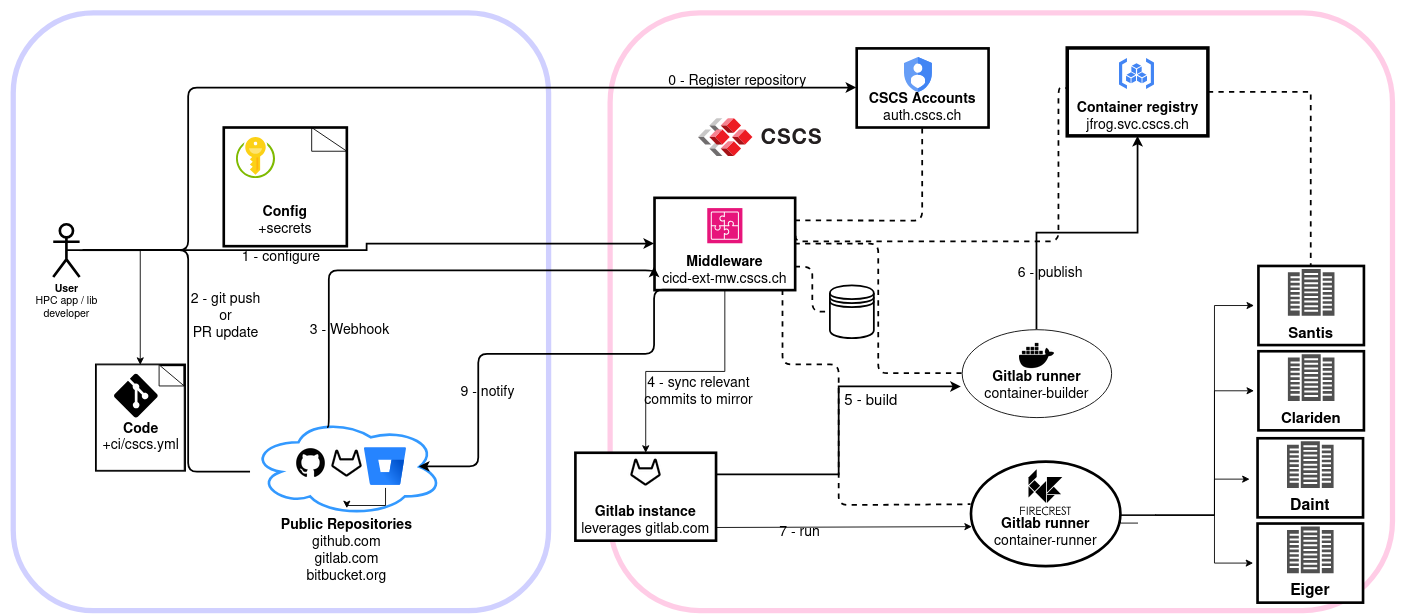 0 - Register repository
CSCS Accounts
auth.cscs.ch
Container registry
jfrog.svc.cscs.ch
CSCS
Config
+secrets
1 - configure
User
HPC app / lib
developer
2 - git push
or
PR update
3 - Webhook
Middleware
cicd-ext-mw.cscs.ch
6 - publish
Santis
4 - sync relevant
commits to mirror
9 - notify
5 - build
Gitlab runner
container-builder
Clariden
Code
+ci/cscs.yml
Public Repositories
github.com
gitlab.com
bitbucket.org
Gitlab instance
leverages gitlab.com
7 - run
FIRECREST
Gitlab runner
container-runner
Daint
Eiger